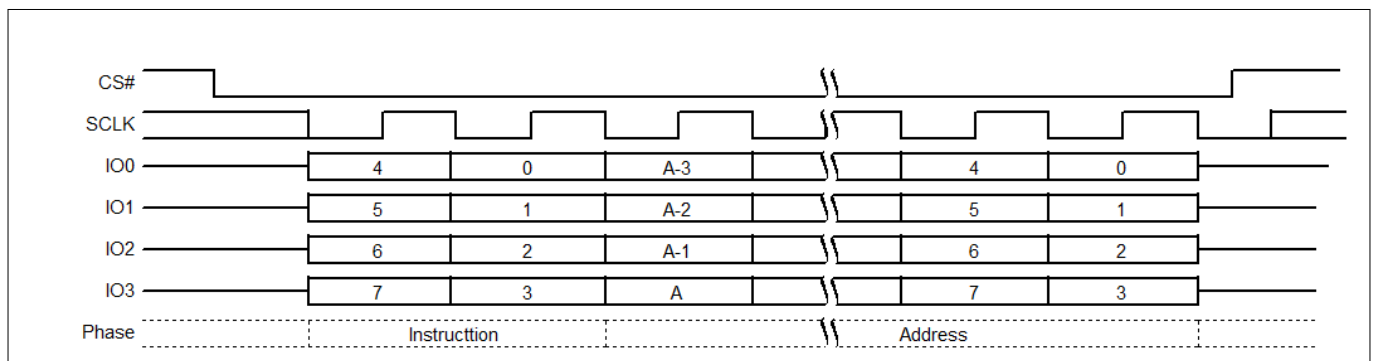 CS#
SCLK
IO0 4 0 A-3 4 0
IO1 5 1 A-2 5 1
IO2 6 2 A-1 6 2
IO3 7 3 A 7 3
Phase Instructtion Address